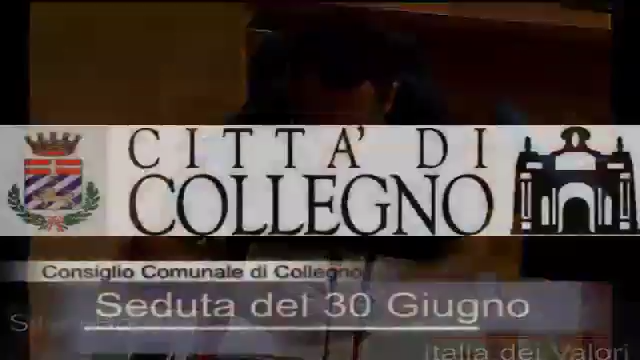 CITTA' DI
COLLEGNO
Consiglio Comunale di Collegno
Seduta del 30 Giugno
Italia dei Valori